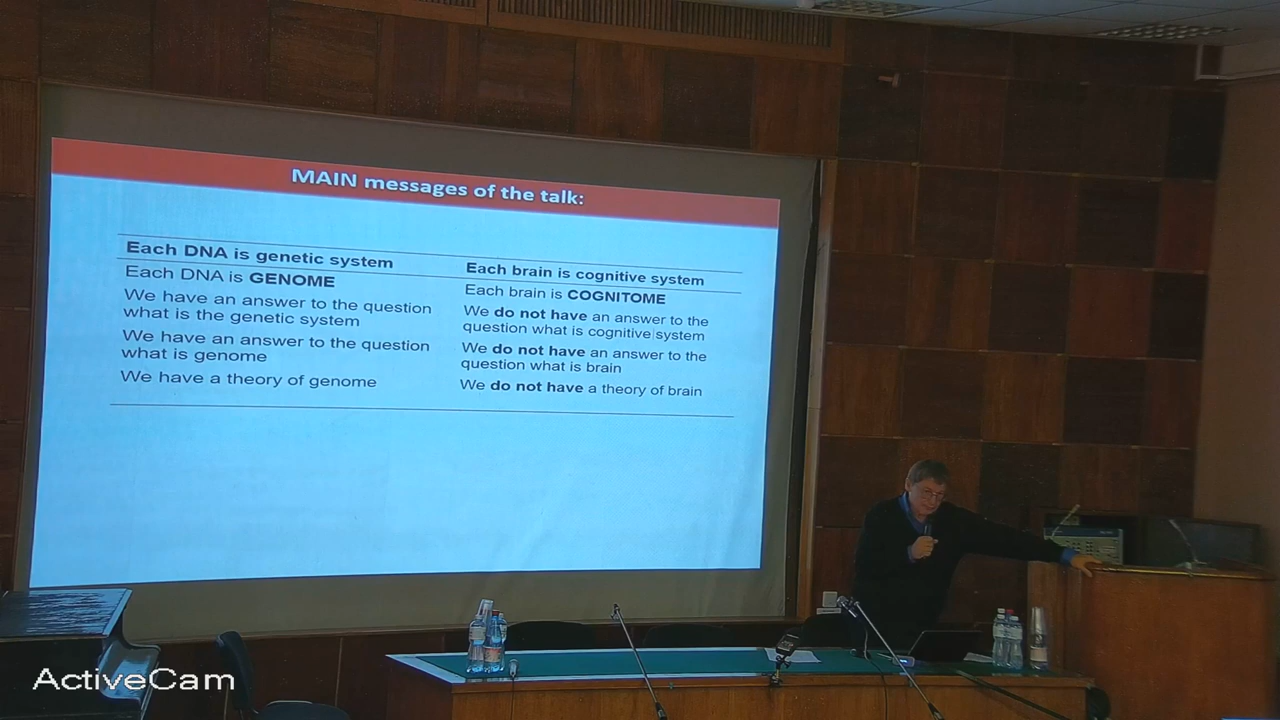 MAIN messages of the talk:
Each DNA is genetic system
Each brain is cognitive system
Each DNA is GENOME
Each brain is COGNITOME
We have an answer to the question
what is the genetic system
We do not have an answer to the
question what is cognitive system
We have an answer to the question
what is genome
We do not have an answer to the
question what is brain
We have a theory of genome
We do not have a theory of brain
ActiveCam